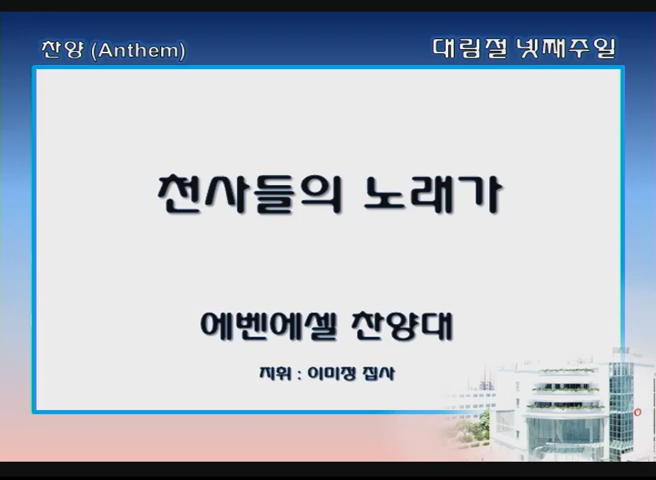 찬양 (Anthem)
대림절 넷째주일
천사들의 노래가
에벤에셀 찬양대
지휘 : 이미정 집사